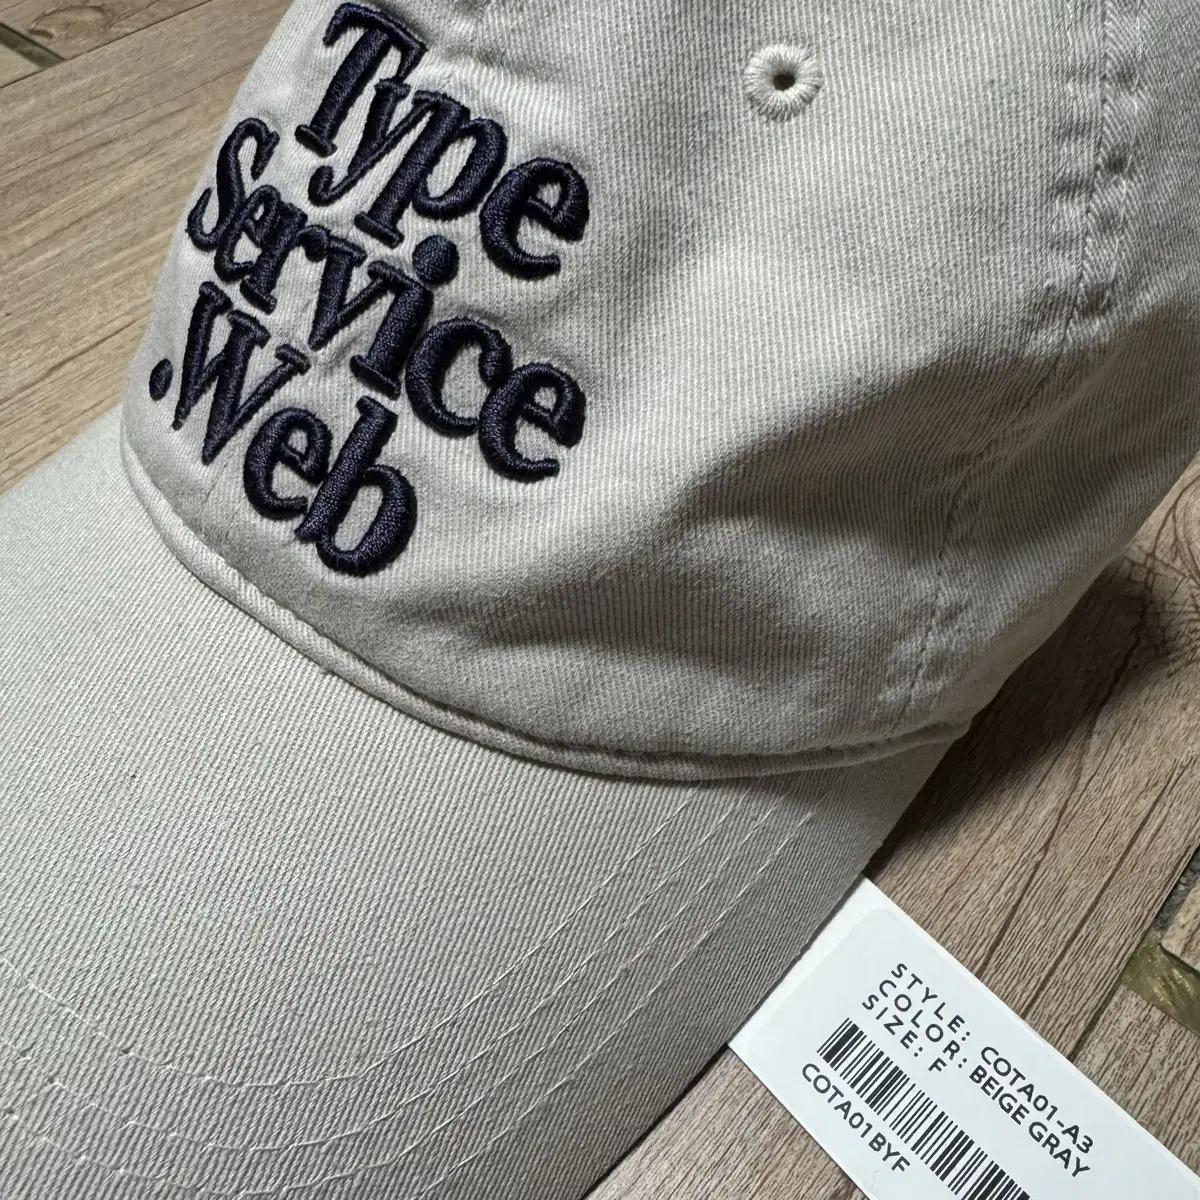 Type
Service
.Web
STYLE: COTA01-A3
COLOR: BEIGE GRAY
SIZE: F
COTA01BYF